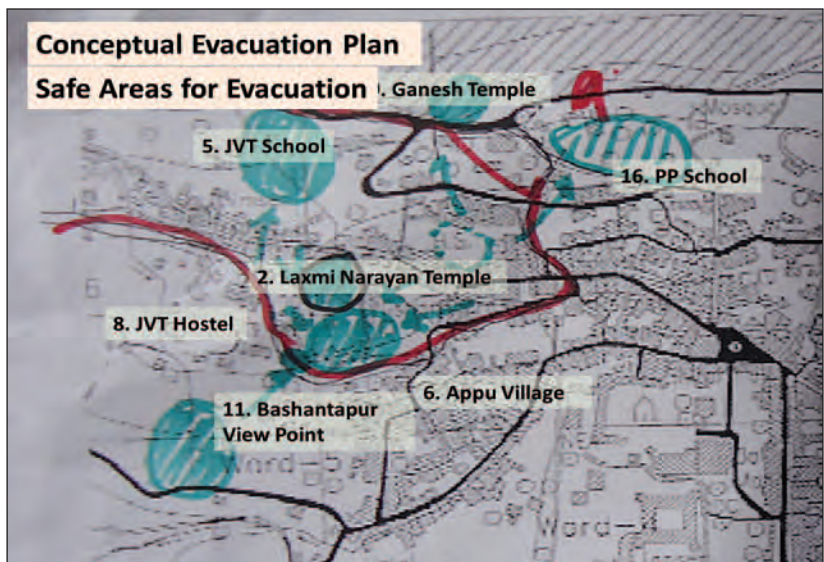 Conceptual Evacuation Plan
Safe Areas for Evacuation
. Ganesh Temple
A
Mosque
5. JVT School
16. PP School
2. Laxmi Narayan Temple
8. JVT Hostel
6. Appu Village
11. Bashantapur
View Point
Ward-5
Ward-